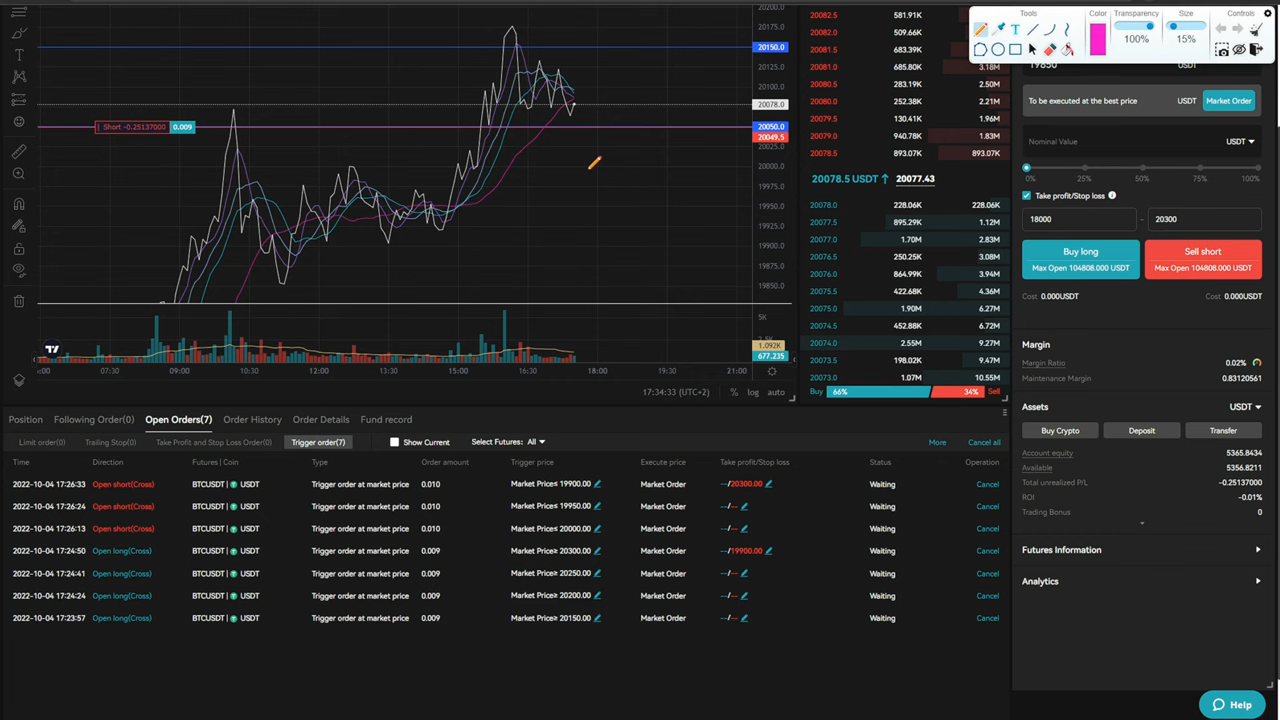 Tools Color Transparency Size Controls
100% 15%
20200.0
20175.0
20150.0
20125.0
20100.0
20078.0
20050.0
20049.5
20025.0
20000.0
19975.0
19950.0
19925.0
19900.0
19875.0
19850.0
Short -0.25137000 0.009
5K
1.092K
677.235
:00 07:30 09:00 10:30 12:00 13:30 15:00 16:30 18:00 19:30 21:00
17:34:33 (UTC+2) % log auto
20082.5 581.91K
20082.0 509.66K
20081.5 683.39K
20081.0 685.80K 3.18M
20080.5 283.19K 2.50M
20080.0 252.38K 2.21M
20079.5 130.41K 1.96M
20079.0 940.78K 1.83M
20078.5 893.07K 893.07K
20078.5 USDT ↑ 20077.43
20078.0 228.06K 228.06K
20077.5 895.29K 1.12M
20077.0 1.70M 2.83M
20076.5 250.25K 3.08M
20076.0 864.99K 3.94M
20075.5 422.68K 4.36M
20075.0 1.90M 6.27M
20074.5 452.88K 6.72M
20074.0 2.55M 9.27M
20073.5 198.02K 9.47M
20073.0 1.07M 10.55M
Buy 66% 34% Sell
19850 USDT
To be executed at the best price USDT Market Order
Nominal Value USDT
0% 25% 50% 75% 100%
Take profit/Stop loss
18000 - 20300
Buy long
Max Open 104808.000 USDT
Sell short
Max Open 104808.000 USDT
Cost 0.000USDT Cost 0.000USDT
Margin
Margin Ratio 0.02%
Maintenance Margin 0.83120561
Assets USDT
Buy Crypto Deposit Transfer
Account equity 5365.8434
Available 5356.8211
Total unrealized P/L -0.25137000
ROI -0.01%
Trading Bonus 0
Futures Information
Analytics
Help
Position Following Order(0) Open Orders(7) Order History Order Details Fund record
Limit order(0) Trailing Stop(0) Take Profit and Stop Loss Order(0) Trigger order(7) Show Current Select Futures: All More Cancel all
Time Direction Futures | Coin Type Order amount Trigger price Execute price Take profit/Stop loss Status Operation
2022-10-04 17:26:33 Open short(Cross) BTCUSDT | USDT Trigger order at market price 0.010 Market Price≤ 19900.00 Market Order --/20300.00 Waiting Cancel
2022-10-04 17:26:24 Open short(Cross) BTCUSDT | USDT Trigger order at market price 0.010 Market Price≤ 19950.00 Market Order --/-- Waiting Cancel
2022-10-04 17:26:13 Open short(Cross) BTCUSDT | USDT Trigger order at market price 0.010 Market Price≤ 20000.00 Market Order --/-- Waiting Cancel
2022-10-04 17:24:50 Open long(Cross) BTCUSDT | USDT Trigger order at market price 0.009 Market Price≥ 20300.00 Market Order --/19900.00 Waiting Cancel
2022-10-04 17:24:41 Open long(Cross) BTCUSDT | USDT Trigger order at market price 0.009 Market Price≥ 20250.00 Market Order --/-- Waiting Cancel
2022-10-04 17:24:24 Open long(Cross) BTCUSDT | USDT Trigger order at market price 0.009 Market Price≥ 20200.00 Market Order --/-- Waiting Cancel
2022-10-04 17:23:57 Open long(Cross) BTCUSDT | USDT Trigger order at market price 0.009 Market Price≥ 20150.00 Market Order --/-- Waiting Cancel